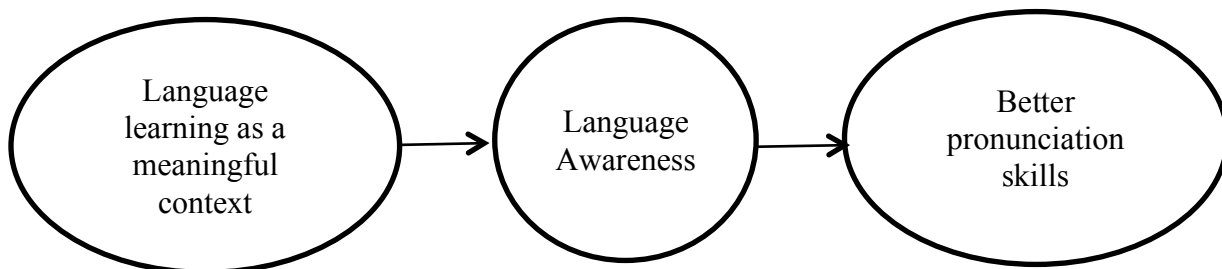 Language
learning as a
meaningful
context
Language
Awareness
Better
pronunciation
skills